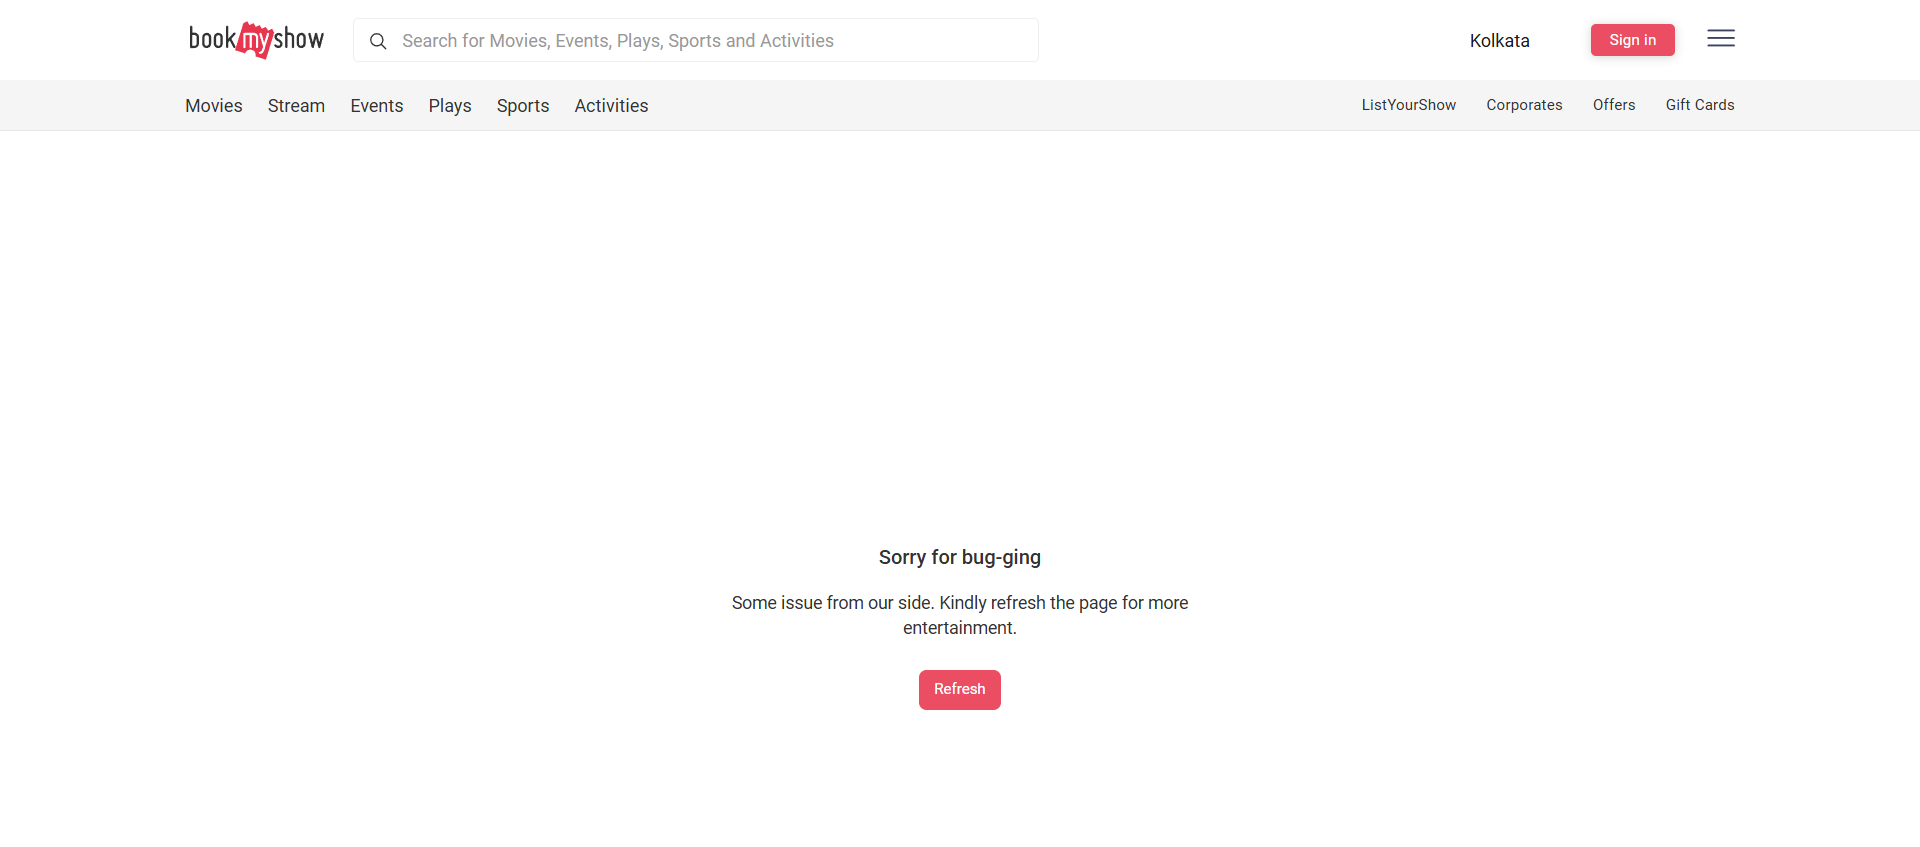 bookmyshow
Search for Movies, Events, Plays, Sports and Activities
Kolkata
Sign in
Movies
Stream
Events
Plays
Sports
Activities
ListYourShow
Corporates
Offers
Gift Cards
Sorry for bug-ging
Some issue from our side. Kindly refresh the page for more
entertainment.
Refresh